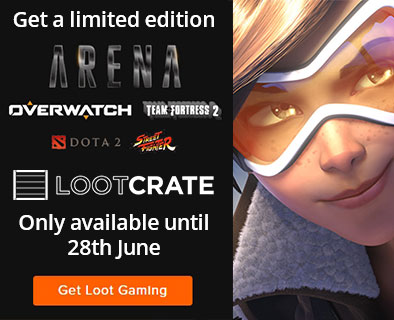 Get a limited edition
ARENA
OVERWATCH TEAM FORTRESS 2
DOTA 2 STREET FIGHTER
LOOTCRATE
Only available until
28th June
Get Loot Gaming